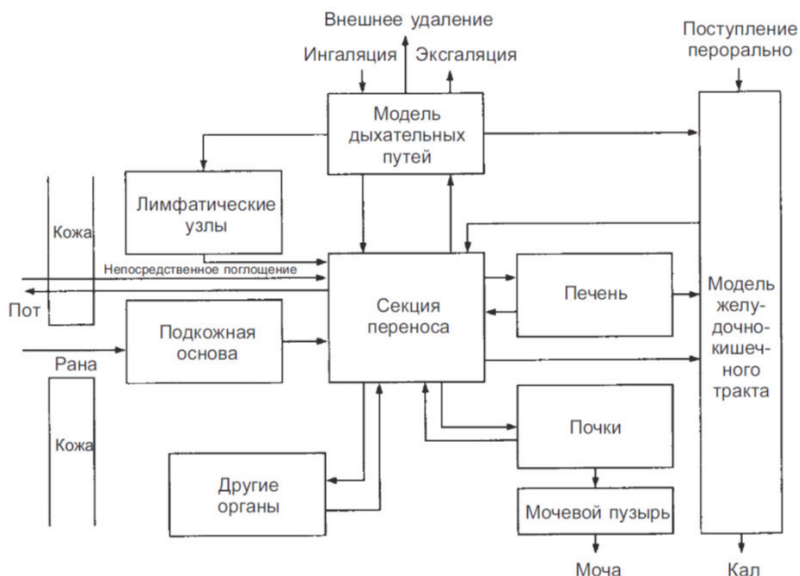 Внешнее удаление
Ингаляция
Эксгаляция
Поступление
перорально
Модель
дыхательных
путей
Лимфатические
узлы
Кожа
Непосредственное поглощение
Пот
Секция
переноса
Печень
Модель
желу-
дочно-
кишеч-
ного
тракта
Подкожная
основа
Рана
Кожа
Почки
Другие
органы
Мочевой пузырь
Моча
Кал